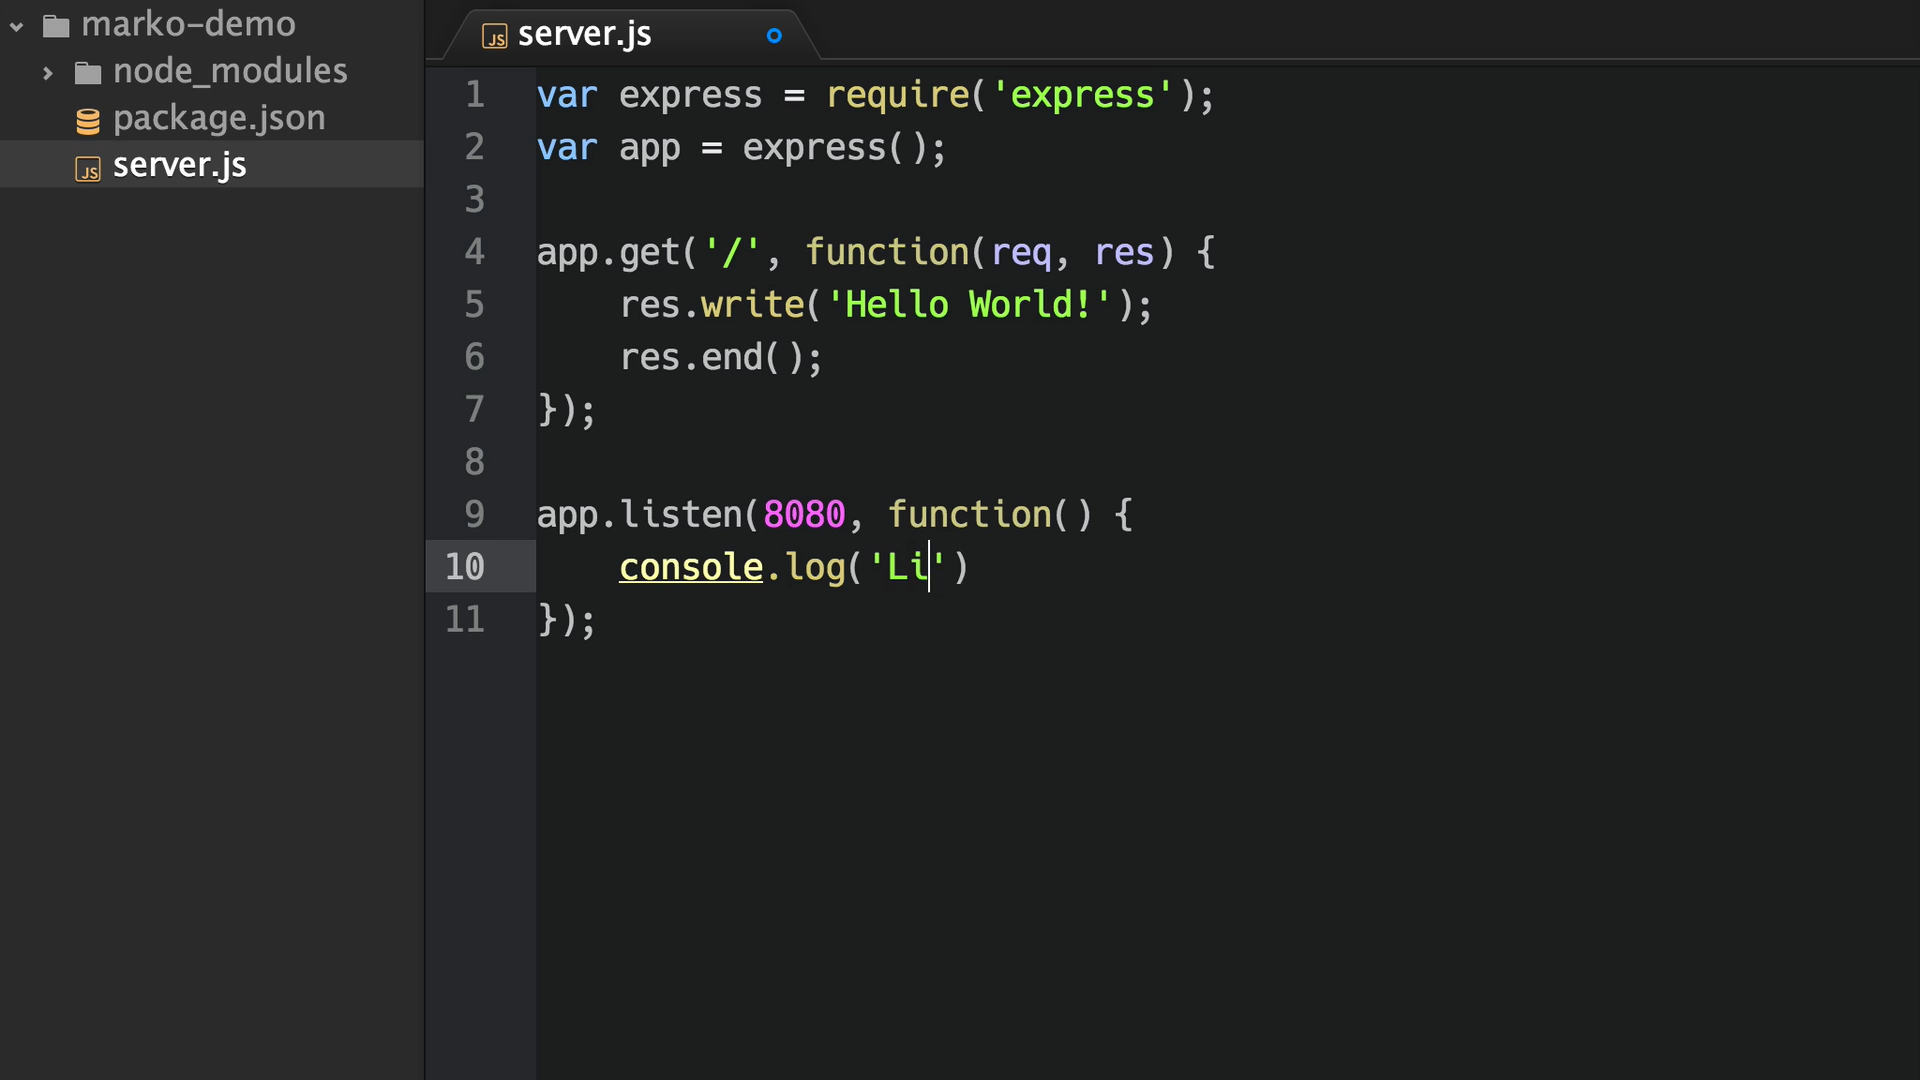 marko-demo
node_modules
package.json
server.js
server.js
1 var express = require('express');
2 var app = express();
3
4 app.get('/', function(req, res) {
5     res.write('Hello World!');
6     res.end();
7 });
8
9 app.listen(8080, function() {
10     console.log('Li')
11 });